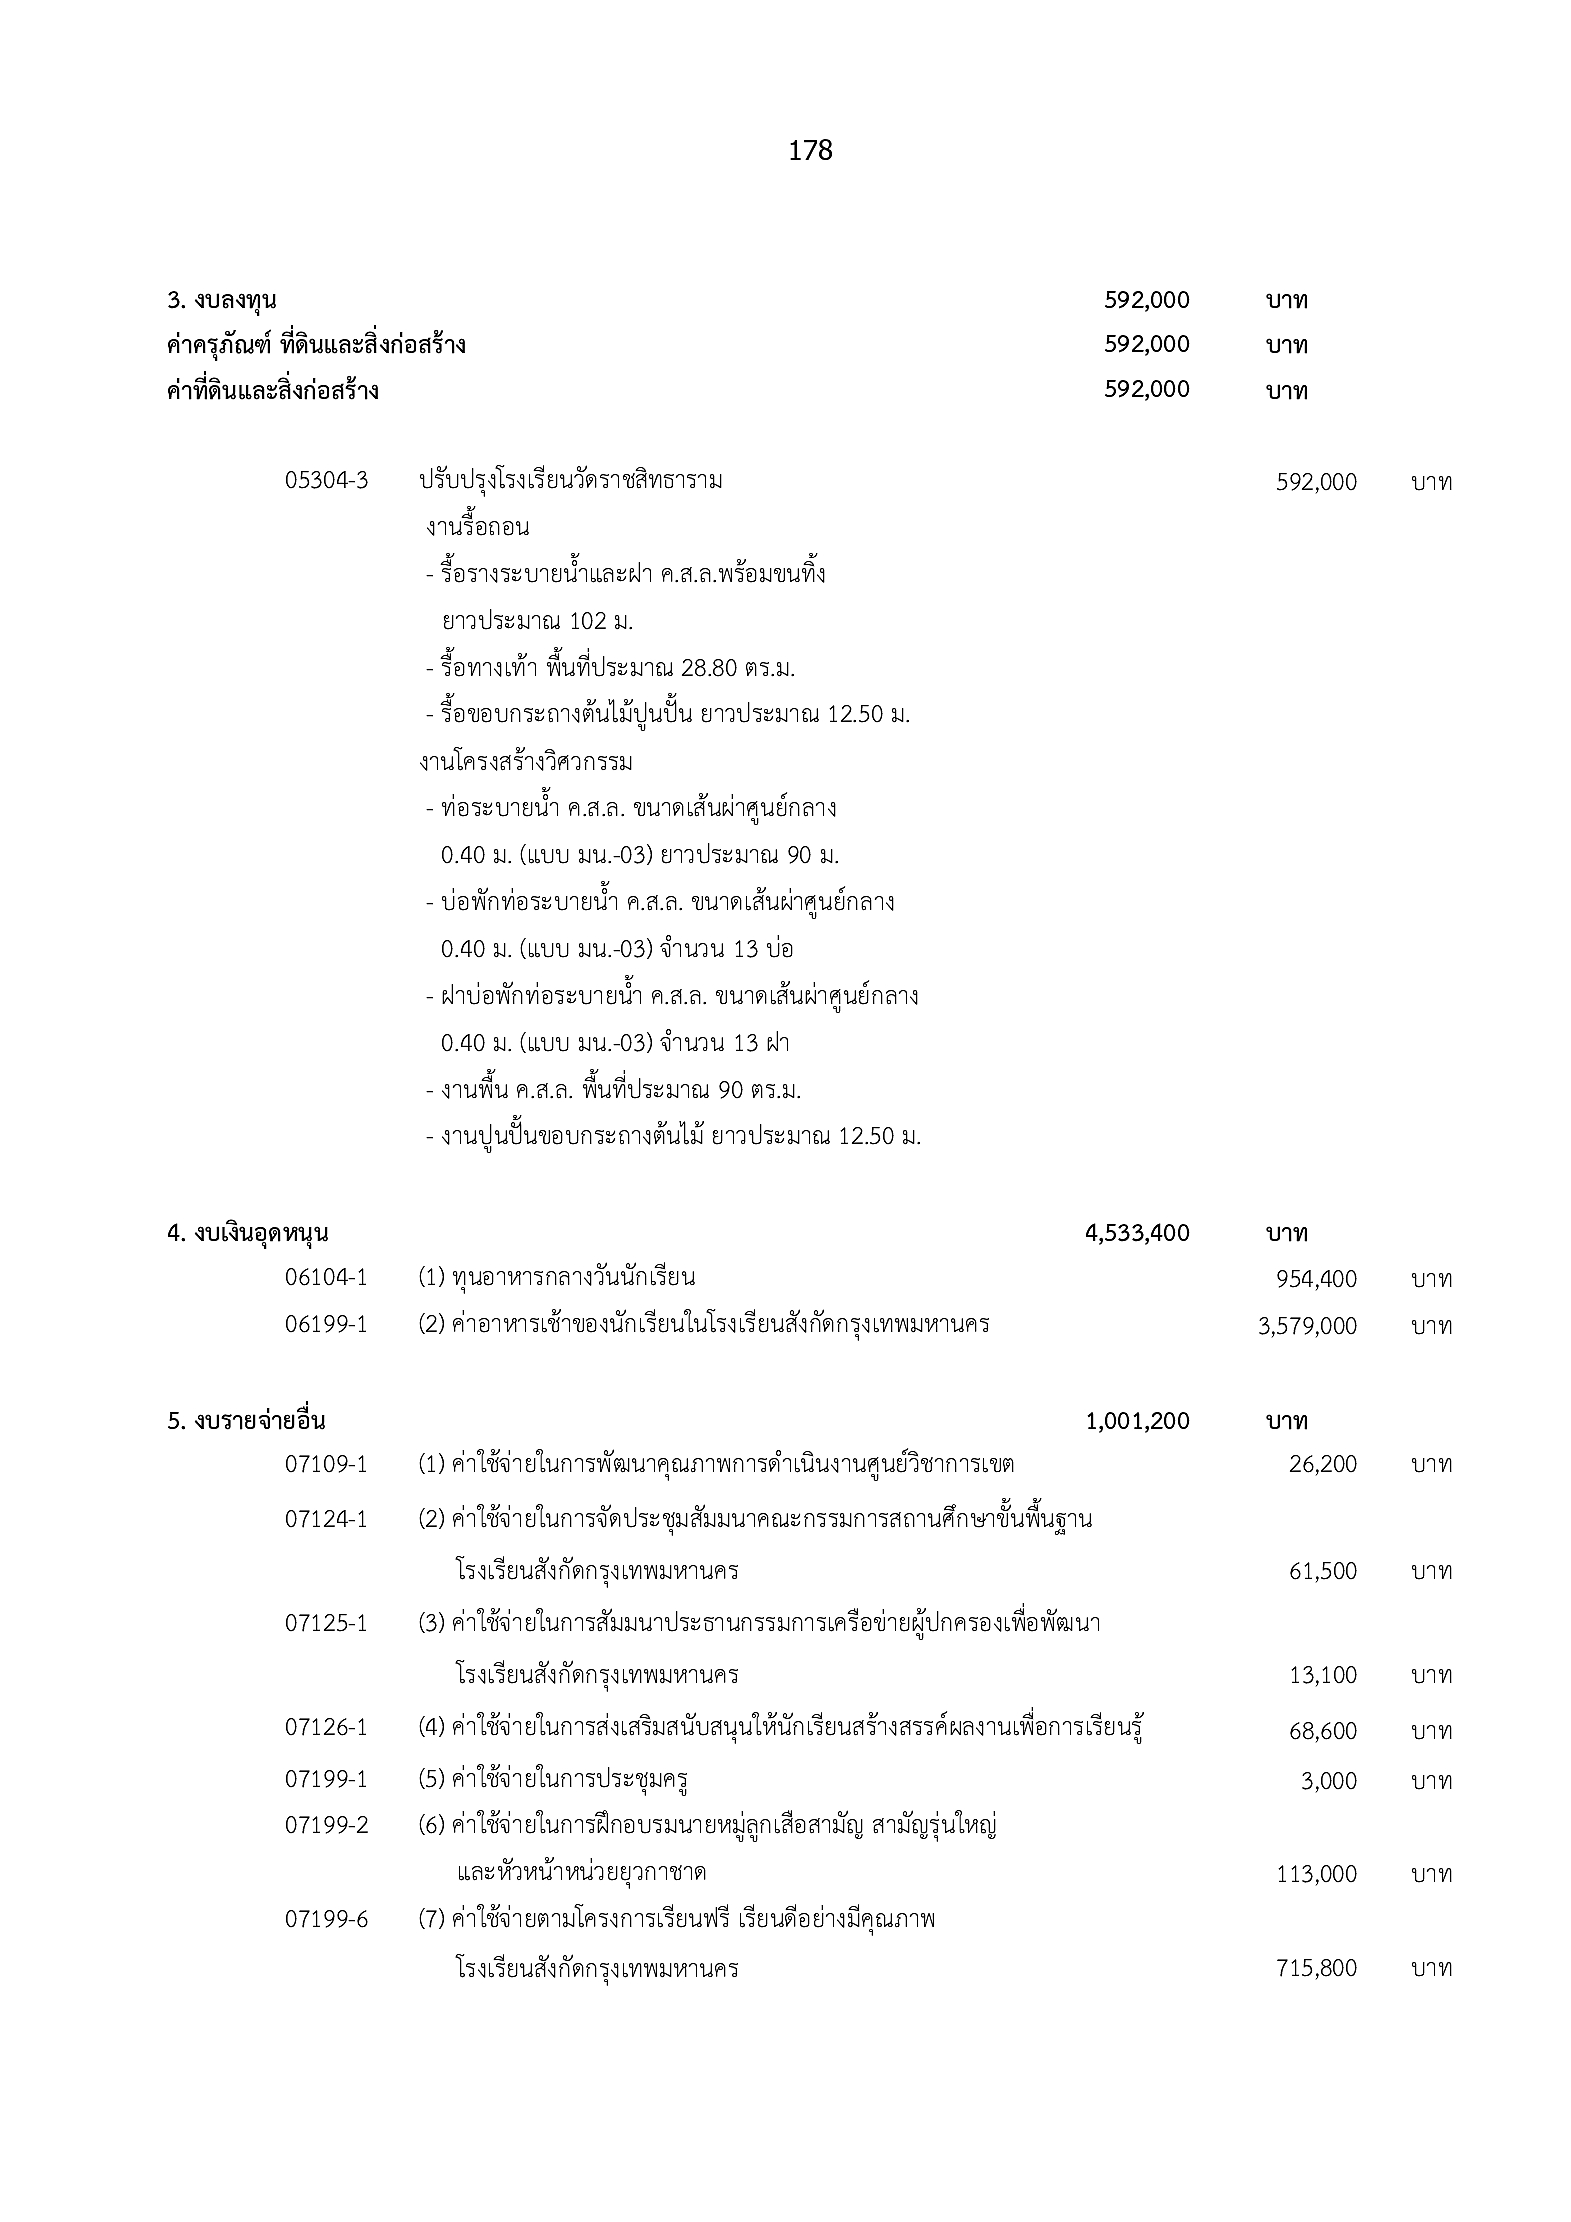 178
3. งบลงทุน 592,000 บาท
ค่าครุภัณฑ์ ที่ดินและสิ่งก่อสร้าง 592,000 บาท
ค่าที่ดินและสิ่งก่อสร้าง 592,000 บาท
05304-3 ปรับปรุงโรงเรียนวัดราชสิทธาราม 592,000 บาท
งานรื้อถอน
- รื้อรางระบายน้ำและฝา ค.ส.ล.พร้อมขนทิ้ง
ยาวประมาณ 102 ม.
- รื้อทางเท้า พื้นที่ประมาณ 28.80 ตร.ม.
- รื้อขอบกระถางต้นไม้ปูนปั้น ยาวประมาณ 12.50 ม.
งานโครงสร้างวิศวกรรม
- ท่อระบายน้ำ ค.ส.ล. ขนาดเส้นผ่าศูนย์กลาง
0.40 ม. (แบบ มน.-03) ยาวประมาณ 90 ม.
- บ่อพักท่อระบายน้ำ ค.ส.ล. ขนาดเส้นผ่าศูนย์กลาง
0.40 ม. (แบบ มน.-03) จำนวน 13 บ่อ
- ฝาบ่อพักท่อระบายน้ำ ค.ส.ล. ขนาดเส้นผ่าศูนย์กลาง
0.40 ม. (แบบ มน.-03) จำนวน 13 ฝา
- งานพื้น ค.ส.ล. พื้นที่ประมาณ 90 ตร.ม.
- งานปูนปั้นขอบกระถางต้นไม้ ยาวประมาณ 12.50 ม.
4. งบเงินอุดหนุน 4,533,400 บาท
06104-1 (1) ทุนอาหารกลางวันนักเรียน 954,400 บาท
06199-1 (2) ค่าอาหารเช้าของนักเรียนในโรงเรียนสังกัดกรุงเทพมหานคร 3,579,000 บาท
5. งบรายจ่ายอื่น 1,001,200 บาท
07109-1 (1) ค่าใช้จ่ายในการพัฒนาคุณภาพการดำเนินงานศูนย์วิชาการเขต 26,200 บาท
07124-1 (2) ค่าใช้จ่ายในการจัดประชุมสัมมนาคณะกรรมการสถานศึกษาขั้นพื้นฐาน
โรงเรียนสังกัดกรุงเทพมหานคร 61,500 บาท
07125-1 (3) ค่าใช้จ่ายในการสัมมนาประธานกรรมการเครือข่ายผู้ปกครองเพื่อพัฒนา
โรงเรียนสังกัดกรุงเทพมหานคร 13,100 บาท
07126-1 (4) ค่าใช้จ่ายในการส่งเสริมสนับสนุนให้นักเรียนสร้างสรรค์ผลงานเพื่อการเรียนรู้ 68,600 บาท
07199-1 (5) ค่าใช้จ่ายในการประชุมครู 3,000 บาท
07199-2 (6) ค่าใช้จ่ายในการฝึกอบรมนายหมู่ลูกเสือสามัญ สามัญรุ่นใหญ่
และหัวหน้าหน่วยยุวกาชาด 113,000 บาท
07199-6 (7) ค่าใช้จ่ายตามโครงการเรียนฟรี เรียนดีอย่างมีคุณภาพ
โรงเรียนสังกัดกรุงเทพมหานคร 715,800 บาท